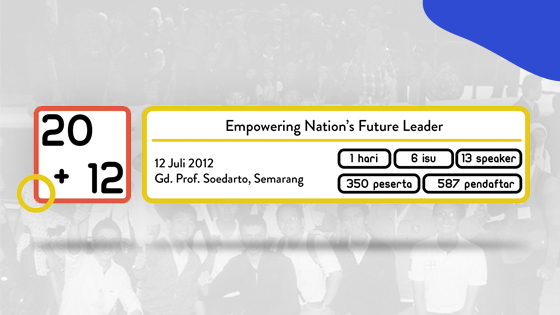 20
+ 12
Empowering Nation's Future Leader
12 Juli 2012
Gd. Prof. Soedarto, Semarang
1 hari 6 isu 13 speaker
350 peserta 587 pendaftar